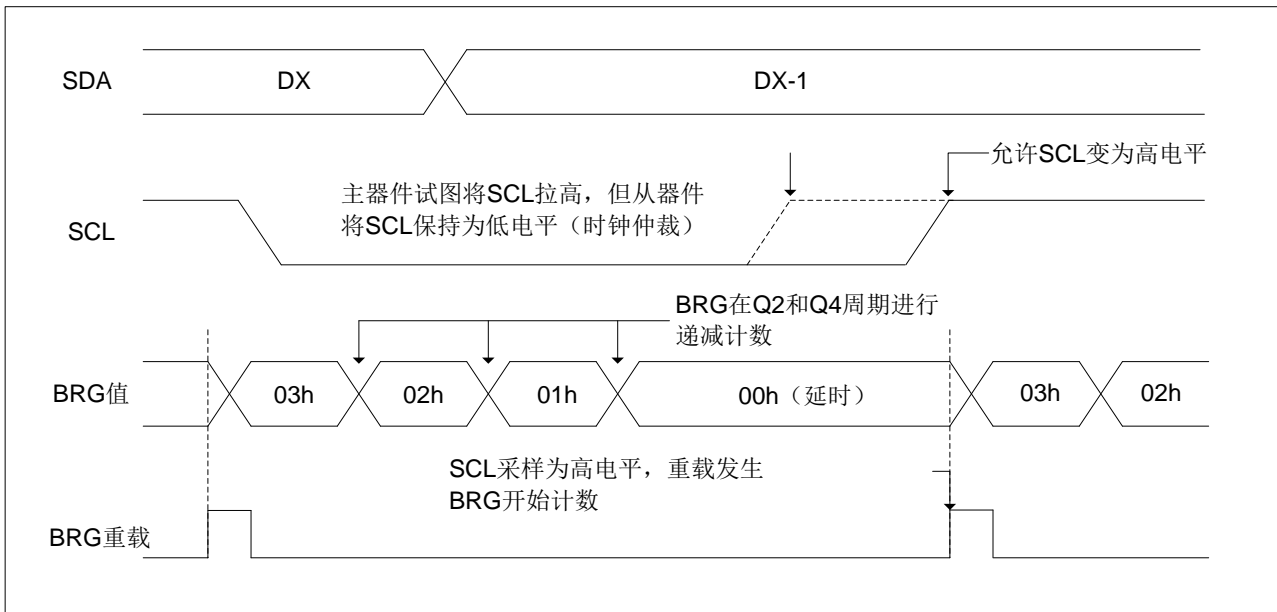 SDA
DX
DX-1
允许SCL变为高电平
主器件试图将SCL拉高，但从器件
将SCL保持为低电平（时钟仲裁）
SCL
BRG在Q2和Q4周期进行
递减计数
BRG值
03h
02h
01h
00h（延时）
03h
02h
SCL采样为高电平，重载发生
BRG开始计数
BRG重载